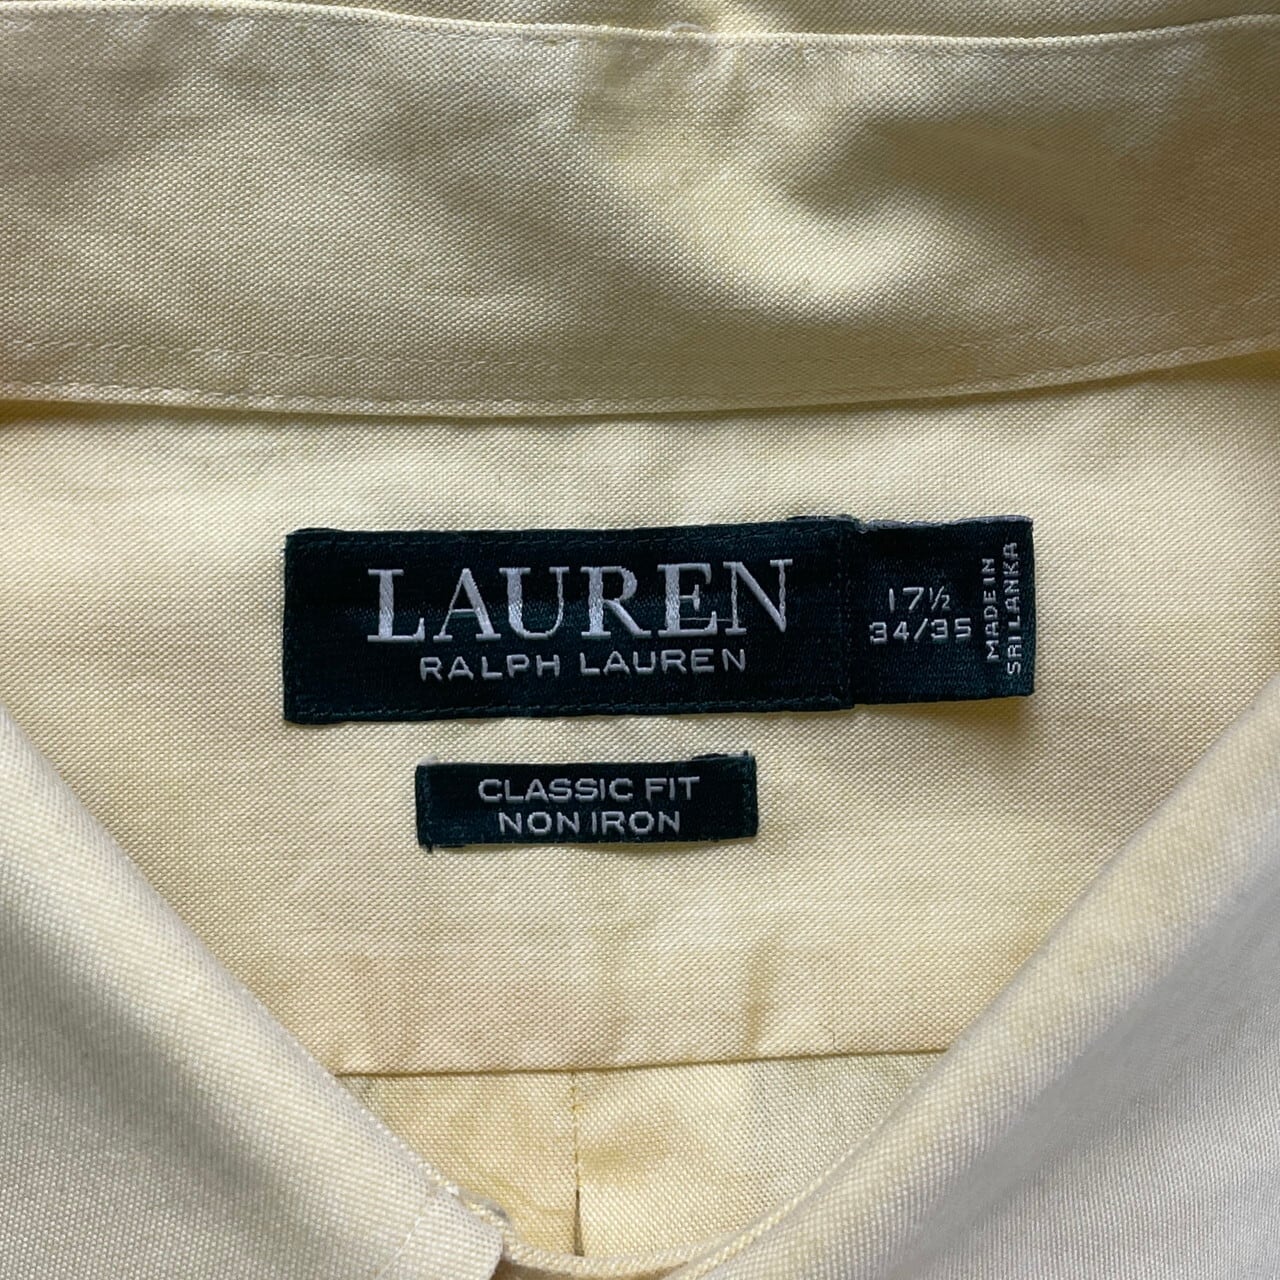 LAUREN
RALPH LAUREN
17½
34/35
MADE IN
SRI LANKA
CLASSIC FIT
NON IRON